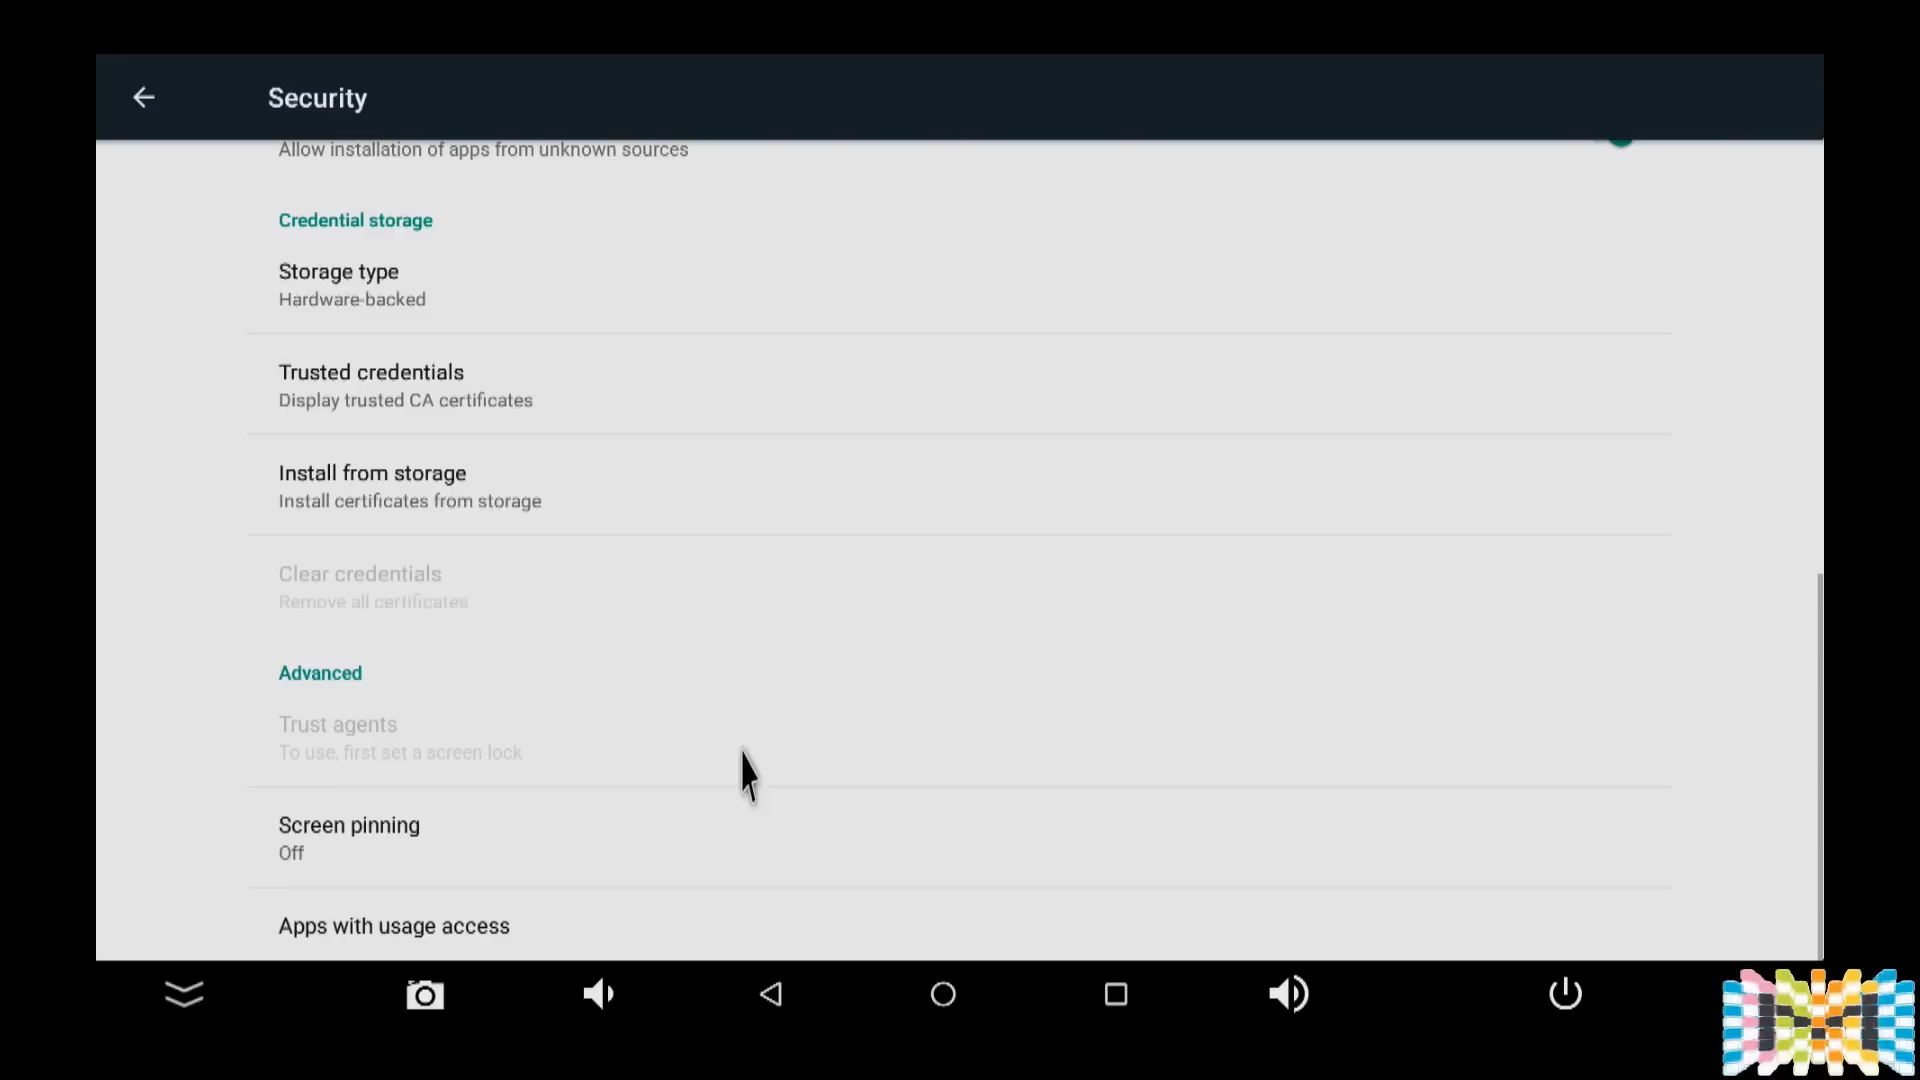 Security
Allow installation of apps from unknown sources
Credential storage
Storage type
Hardware-backed
Trusted credentials
Display trusted CA certificates
Install from storage
Install certificates from storage
Clear credentials
Remove all certificates
Advanced
Trust agents
To use, first set a screen lock
Screen pinning
Off
Apps with usage access